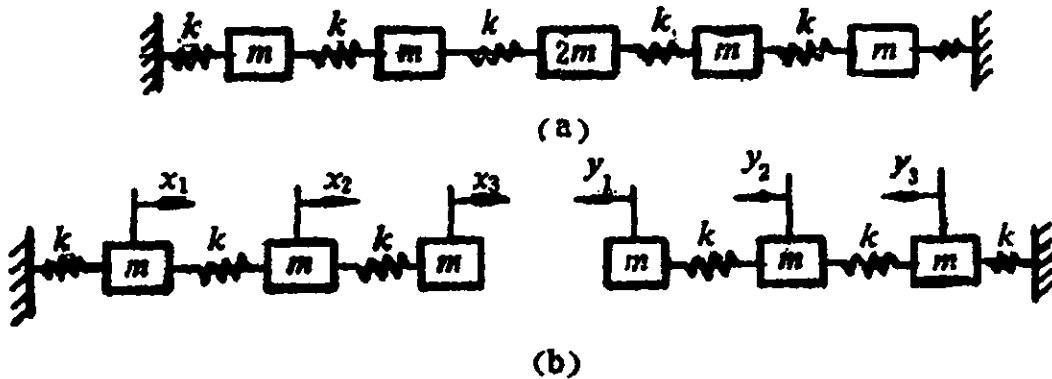 k k k k k
m m 2m m m
(a)
x₁ x₂ x₃ y₁ y₂ y₃
k k k k k k
m m m m m m
(b)